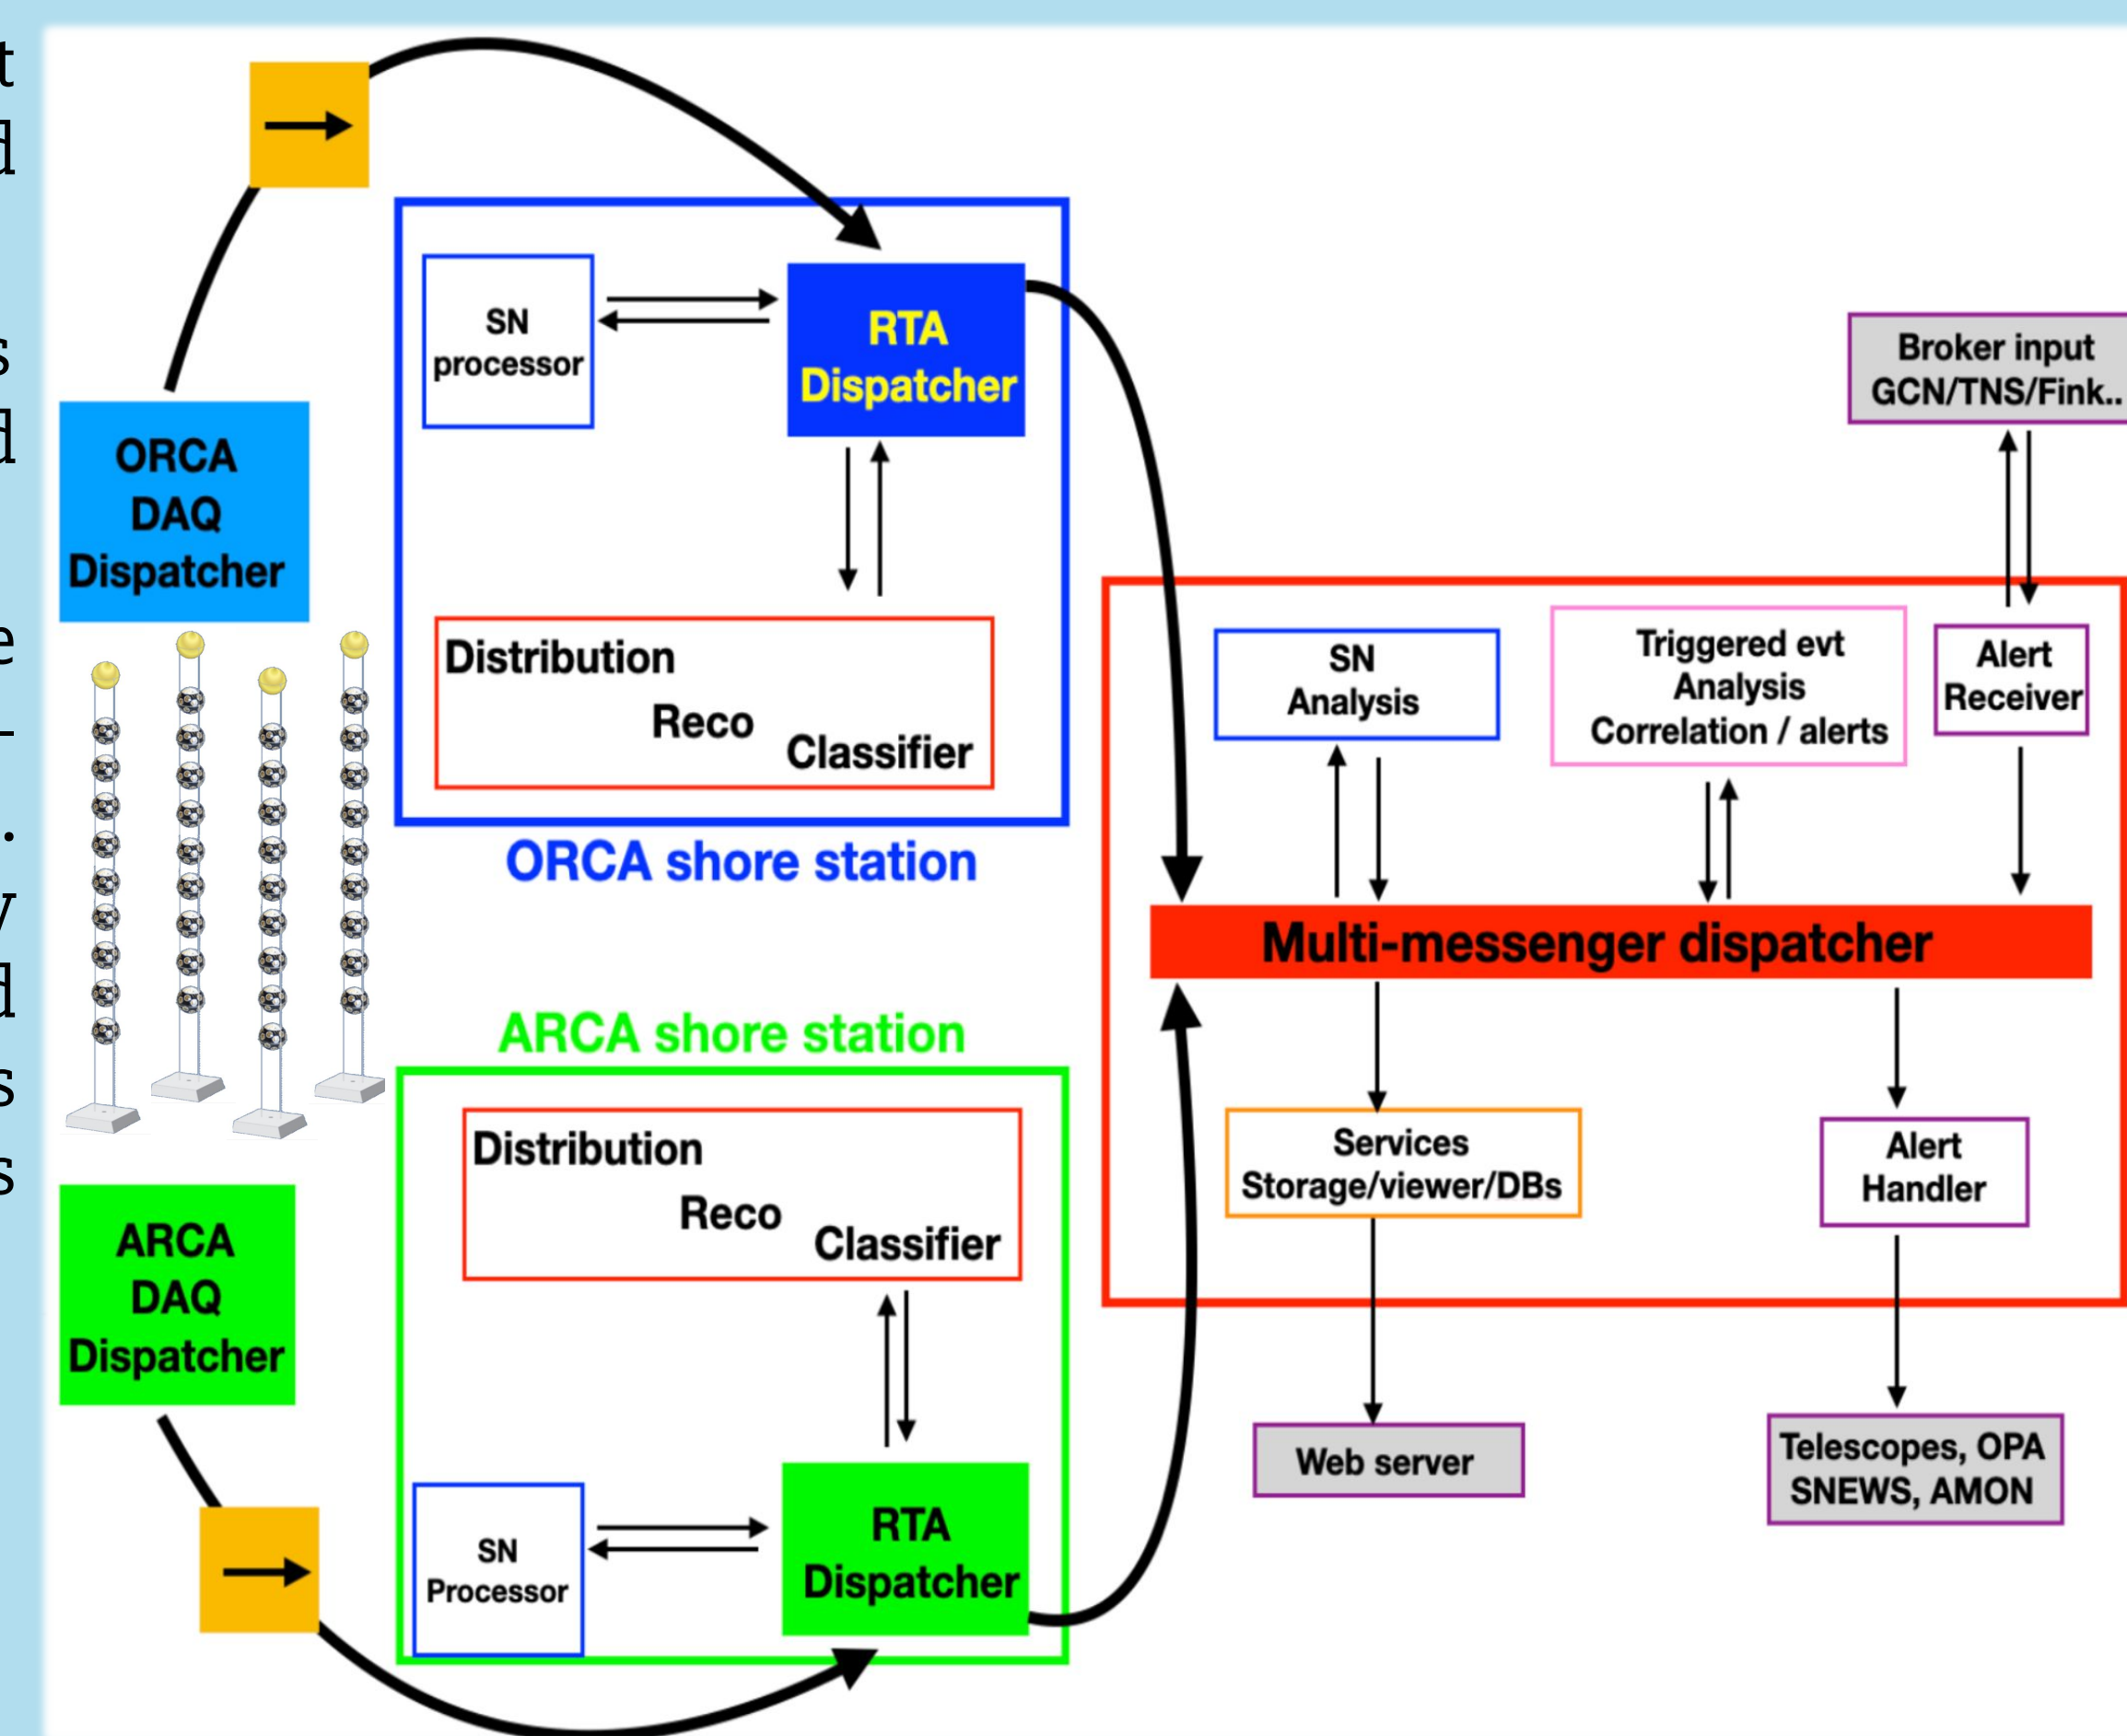 t
d
s
d
e
–
.
y
d
s
s
ORCA
DAQ
Dispatcher
SN
processor
RTA
Dispatcher
Distribution
Reco
Classifier
ORCA shore station
ARCA shore station
Distribution
Reco
Classifier
ARCA
DAQ
Dispatcher
SN
Processor
RTA
Dispatcher
Broker input
GCN/TNS/Fink..
SN
Analysis
Triggered evt
Analysis
Correlation / alerts
Alert
Receiver
Multi-messenger dispatcher
Services
Storage/viewer/DBs
Alert
Handler
Web server
Telescopes, OPA
SNEWS, AMON